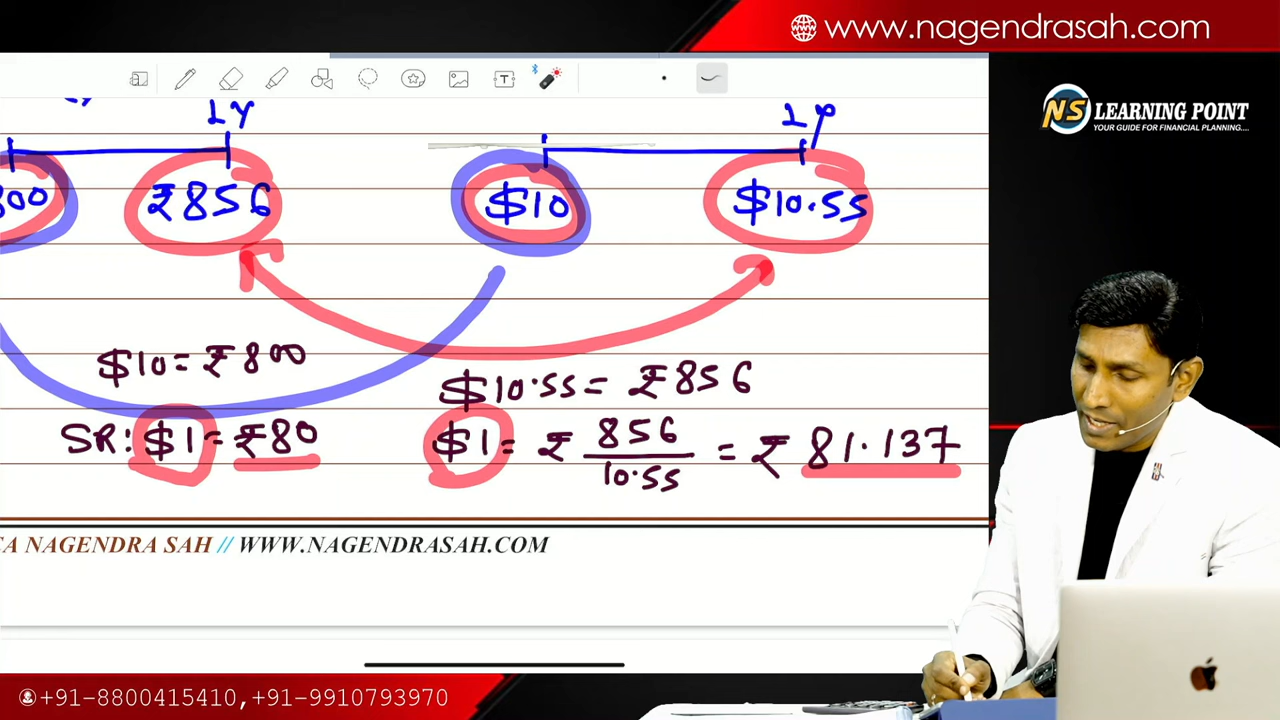 www.nagendrasah.com
NS LEARNING POINT
YOUR GUIDE FOR FINANCIAL PLANNING....
T
1y 1y
800 ₹856 $10 $10.55
$10 = ₹800
$10.55 = ₹856
SR: $1 = ₹80 $1 = ₹ 856/10.55 = ₹ 81.137
CA NAGENDRA SAH // WWW.NAGENDRASAH.COM
+91-8800415410,+91-9910793970